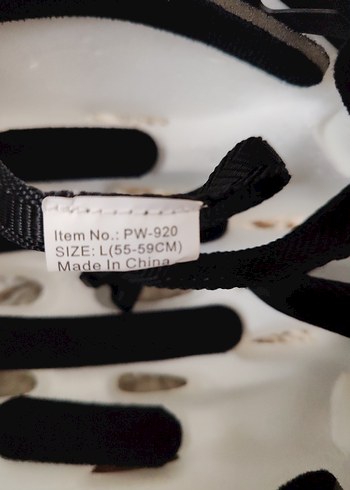 Item No.: PW-920
SIZE: L(55-59CM)
Made In China